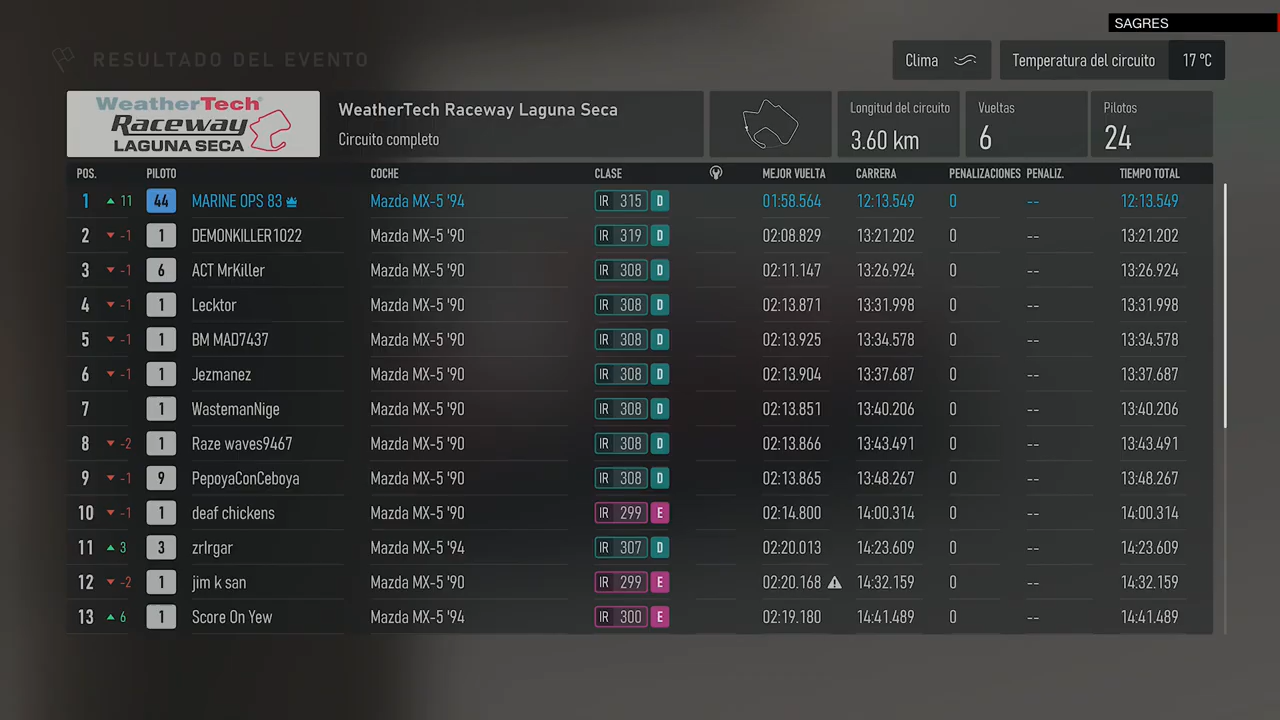 SAGRES
RESULTADO DEL EVENTO
Clima
Temperatura del circuito 17 ºC
WeatherTech
Raceway
LAGUNA SECA
WeatherTech Raceway Laguna Seca
Circuito completo
Longitud del circuito
3.60 km
Vueltas
6
Pilotos
24
POS. PILOTO COCHE CLASE MEJOR VUELTA CARRERA PENALIZACIONES PENALIZ. TIEMPO TOTAL
1 11 44 MARINE OPS 83 Mazda MX-5 '94 IR 315 D 01:58.564 12:13.549 0 -- 12:13.549
2 -1 1 DEMONKILLER1022 Mazda MX-5 '90 IR 319 D 02:08.829 13:21.202 0 -- 13:21.202
3 -1 6 ACT MrKiller Mazda MX-5 '90 IR 308 D 02:11.147 13:26.924 0 -- 13:26.924
4 -1 1 Lecktor Mazda MX-5 '90 IR 308 D 02:13.871 13:31.998 0 -- 13:31.998
5 -1 1 BM MAD7437 Mazda MX-5 '90 IR 308 D 02:13.925 13:34.578 0 -- 13:34.578
6 -1 1 Jezmanez Mazda MX-5 '90 IR 308 D 02:13.904 13:37.687 0 -- 13:37.687
7 1 WastemanNige Mazda MX-5 '90 IR 308 D 02:13.851 13:40.206 0 -- 13:40.206
8 -2 1 Raze waves9467 Mazda MX-5 '90 IR 308 D 02:13.866 13:43.491 0 -- 13:43.491
9 -1 9 PepoyaConCeboya Mazda MX-5 '90 IR 308 D 02:13.865 13:48.267 0 -- 13:48.267
10 -1 1 deaf chickens Mazda MX-5 '90 IR 299 E 02:14.800 14:00.314 0 -- 14:00.314
11 3 3 zrIrgar Mazda MX-5 '94 IR 307 D 02:20.013 14:23.609 0 -- 14:23.609
12 -2 1 jim k san Mazda MX-5 '90 IR 299 E 02:20.168 14:32.159 0 -- 14:32.159
13 6 1 Score On Yew Mazda MX-5 '94 IR 300 E 02:19.180 14:41.489 0 -- 14:41.489